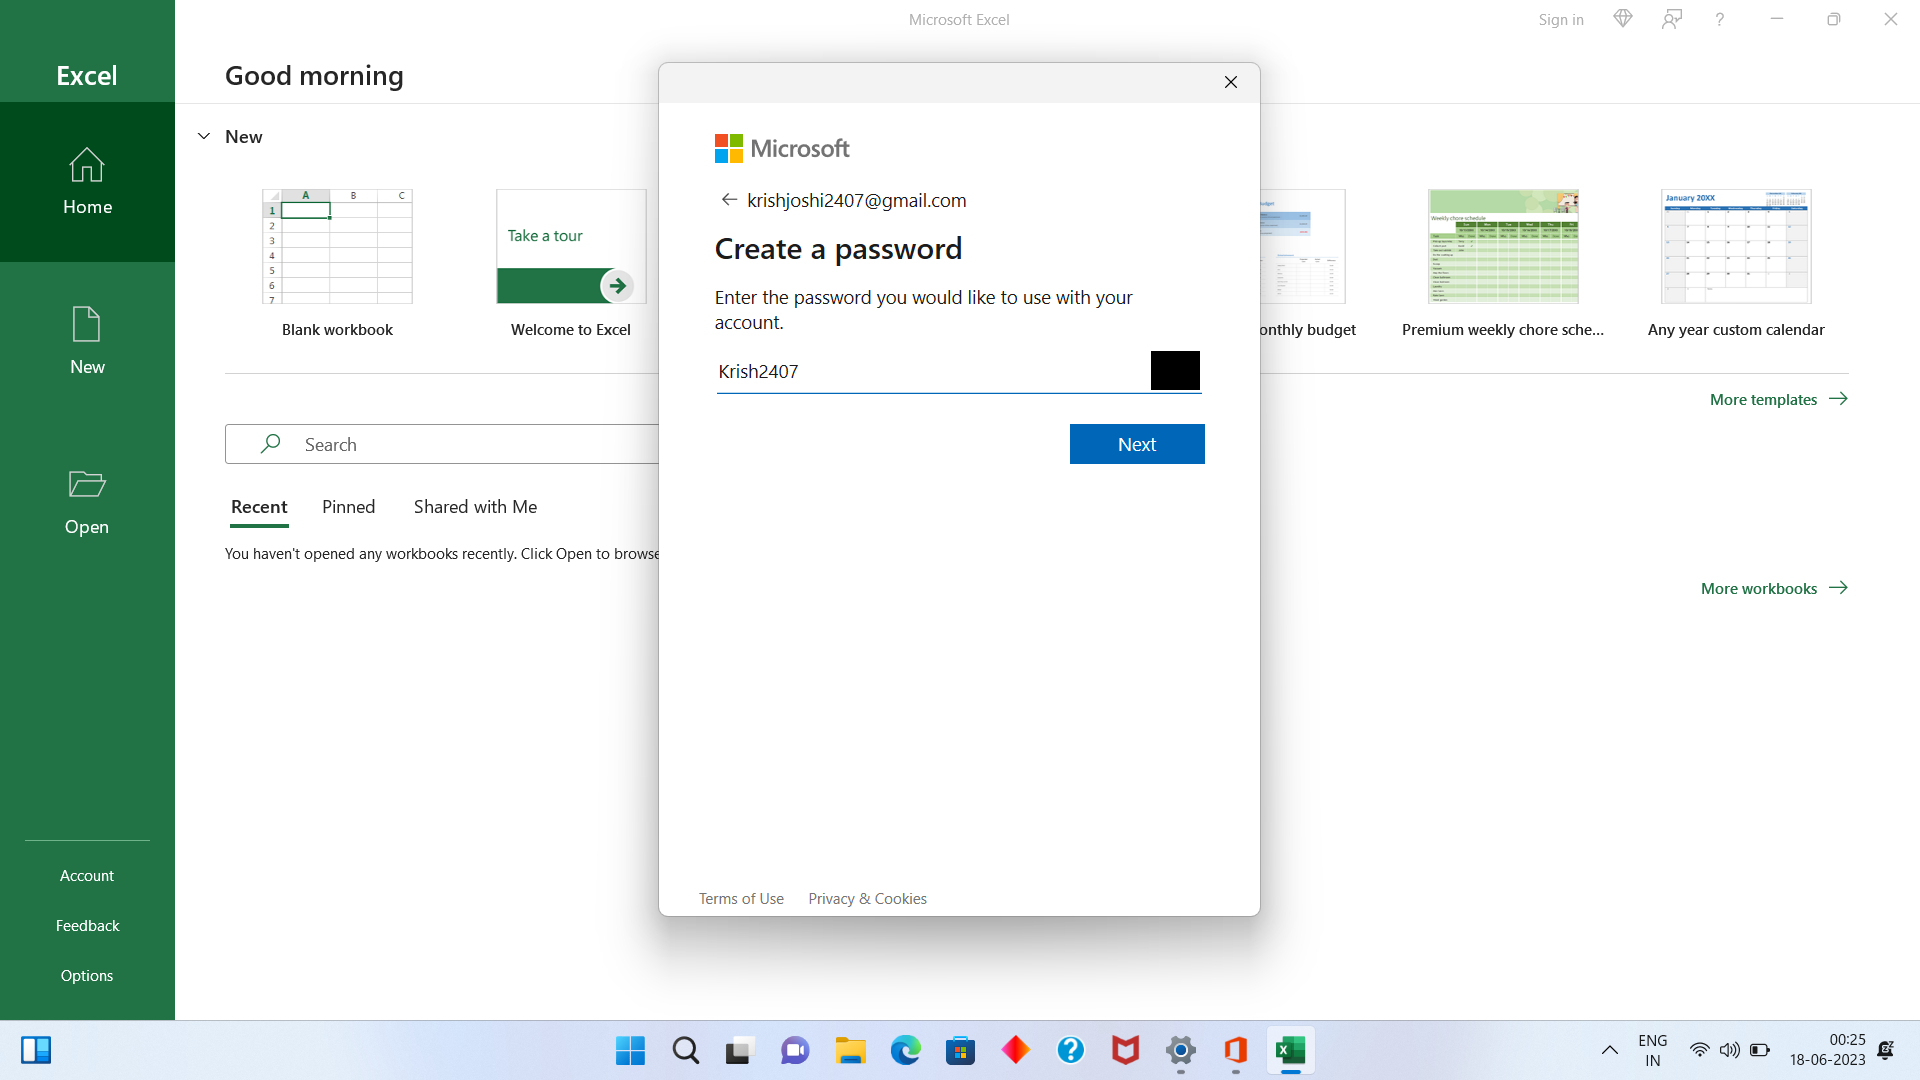 Microsoft Excel
Sign in
?
Excel
Good morning
Home
New
Open
Account
Feedback
Options
New
A B C
1
2
3
4
5
6
7
Blank workbook
Take a tour
Welcome to Excel
onthly budget
Weekly chore schedule
Premium weekly chore sche...
January 20XX
Any year custom calendar
More templates
Search
Recent Pinned Shared with Me
You haven't opened any workbooks recently. Click Open to browse
More workbooks
Microsoft
krishjoshi2407@gmail.com
Create a password
Enter the password you would like to use with your
account.
Krish2407
Next
Terms of Use Privacy & Cookies
ENG
IN
00:25
18-06-2023